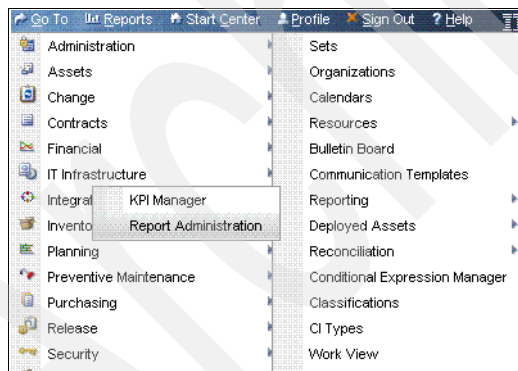 Go To Reports Start Center Profile Sign Out ? Help
Administration
Assets
Change
Contracts
Financial
IT Infrastructure
Integrat
Invento
Planning
Preventive Maintenance
Purchasing
Release
Security
KPI Manager
Report Administration
Sets
Organizations
Calendars
Resources
Bulletin Board
Communication Templates
Reporting
Deployed Assets
Reconciliation
Conditional Expression Manager
Classifications
CI Types
Work View